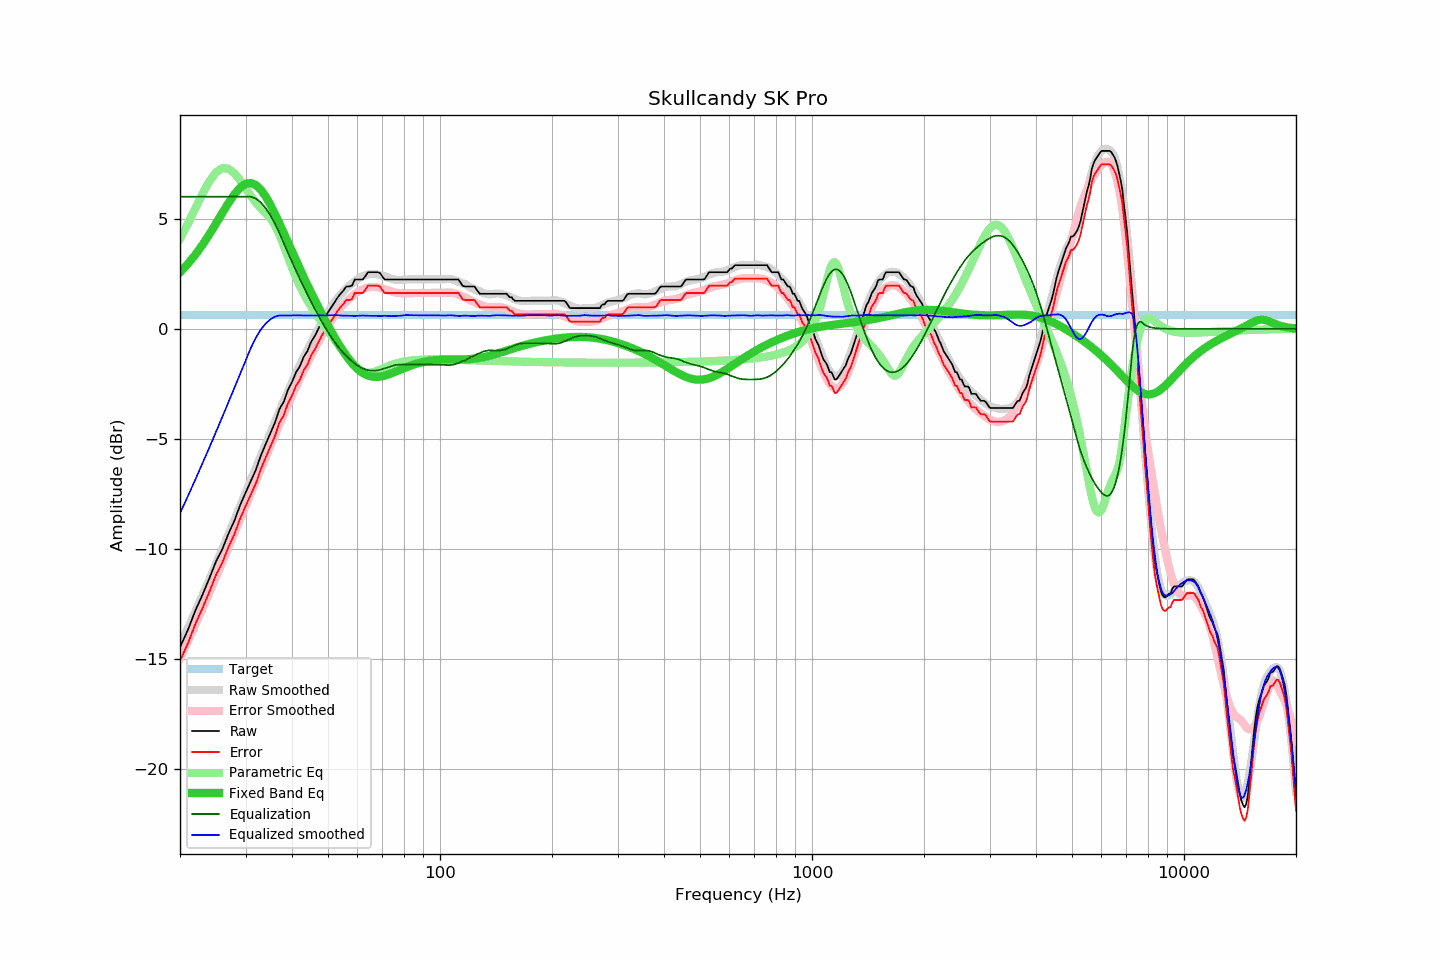 Skullcandy SK Pro
Amplitude (dBr)
5
0
−5
−10
−15
−20
Target
Raw Smoothed
Error Smoothed
Raw
Error
Parametric Eq
Fixed Band Eq
Equalization
Equalized smoothed
100
1000
10000
Frequency (Hz)